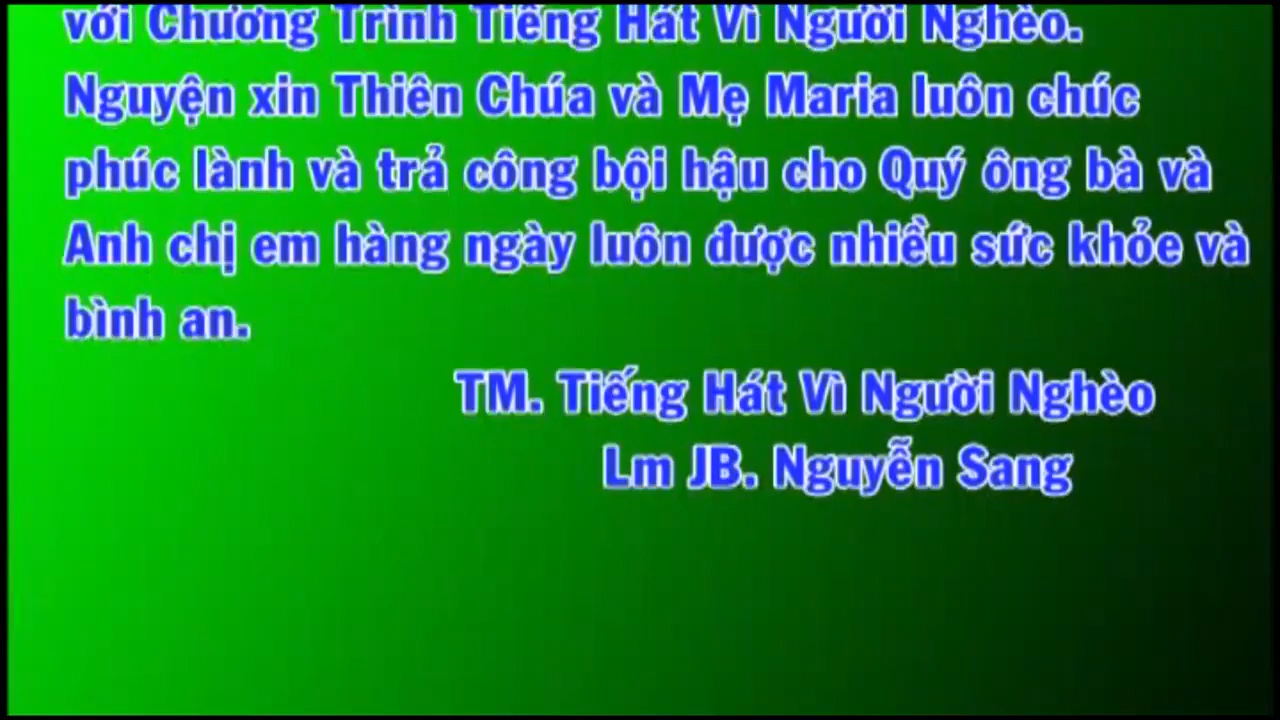 với Chương Trình Tiếng Hát Vì Người Nghèo.
Nguyện xin Thiên Chúa và Mẹ Maria luôn chúc
phúc lành và trả công bội hậu cho Quý ông bà và
Anh chị em hàng ngày luôn được nhiều sức khỏe và
bình an.
TM. Tiếng Hát Vì Người Nghèo
Lm JB. Nguyễn Sang